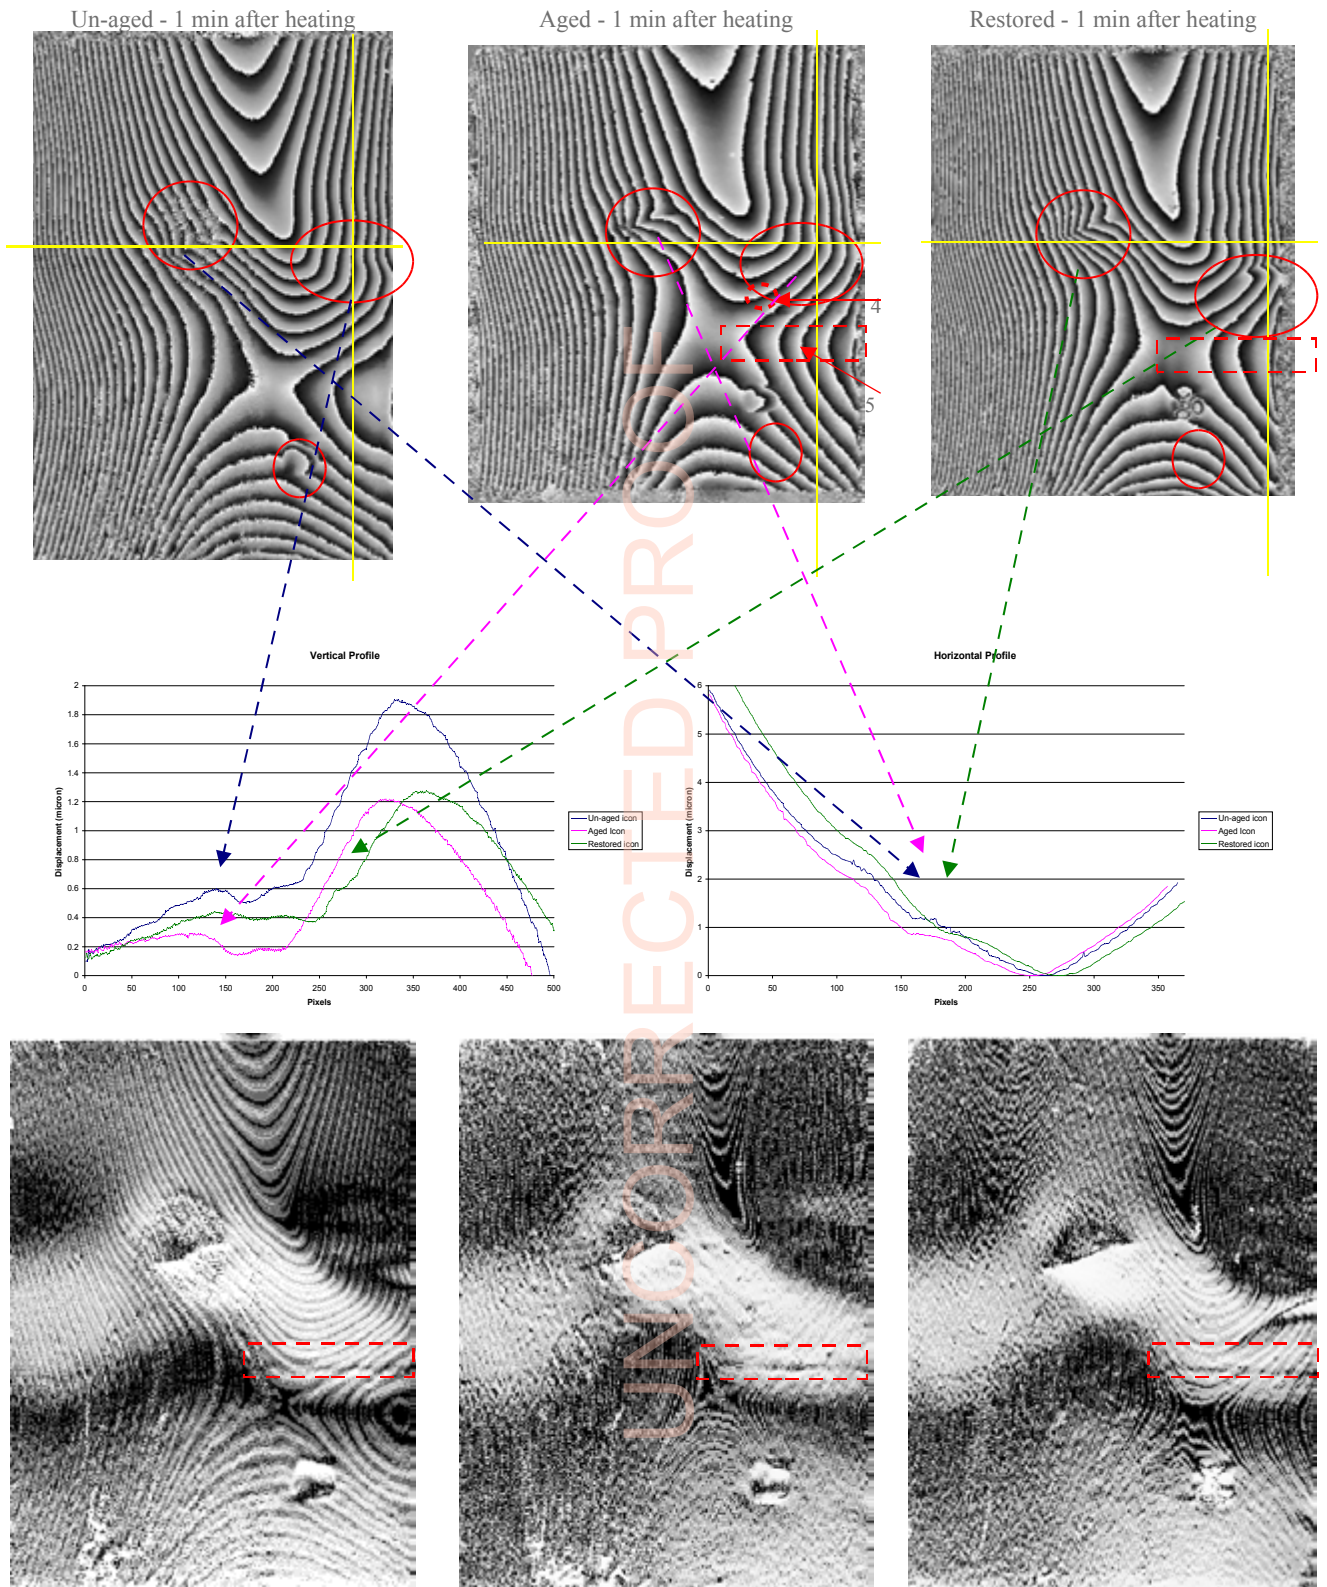 Un-aged - 1 min after heating
Aged - 1 min after heating
Restored - 1 min after heating
4
5
Vertical Profile
Displacement (micron)
2
1.8
1.6
1.4
1.2
1
0.8
0.6
0.4
0.2
0
0 50 100 150 200 250 300 350 400 450 500
Pixels
Un-aged icon
Aged Icon
Restored icon
Horizontal Profile
Displacement (micron)
6
5
4
3
2
1
0
0 50 100 150 200 250 300 350
Pixels
Un-aged icon
Aged Icon
Restored icon
UNCORRECTED PROOF